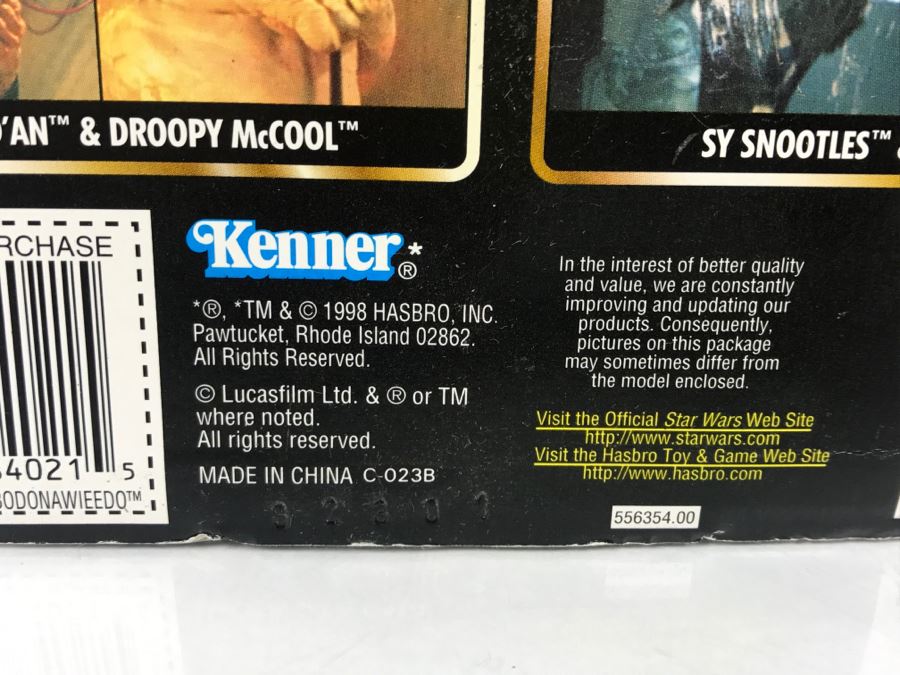 'AN™ & DROOPY McCOOL™
SY SNOOTLES™
RCHASE
4021 5
BODONAWIEEDO™
Kenner*®
*®, *TM & © 1998 HASBRO, INC.
Pawtucket, Rhode Island 02862.
All Rights Reserved.
© Lucasfilm Ltd. & ® or TM
where noted.
All rights reserved.
MADE IN CHINA C-023B
In the interest of better quality
and value, we are constantly
improving and updating our
products. Consequently,
pictures on this package
may sometimes differ from
the model enclosed.
Visit the Official Star Wars Web Site
http://www.starwars.com
Visit the Hasbro Toy & Game Web Site
http://www.hasbro.com
556354.00